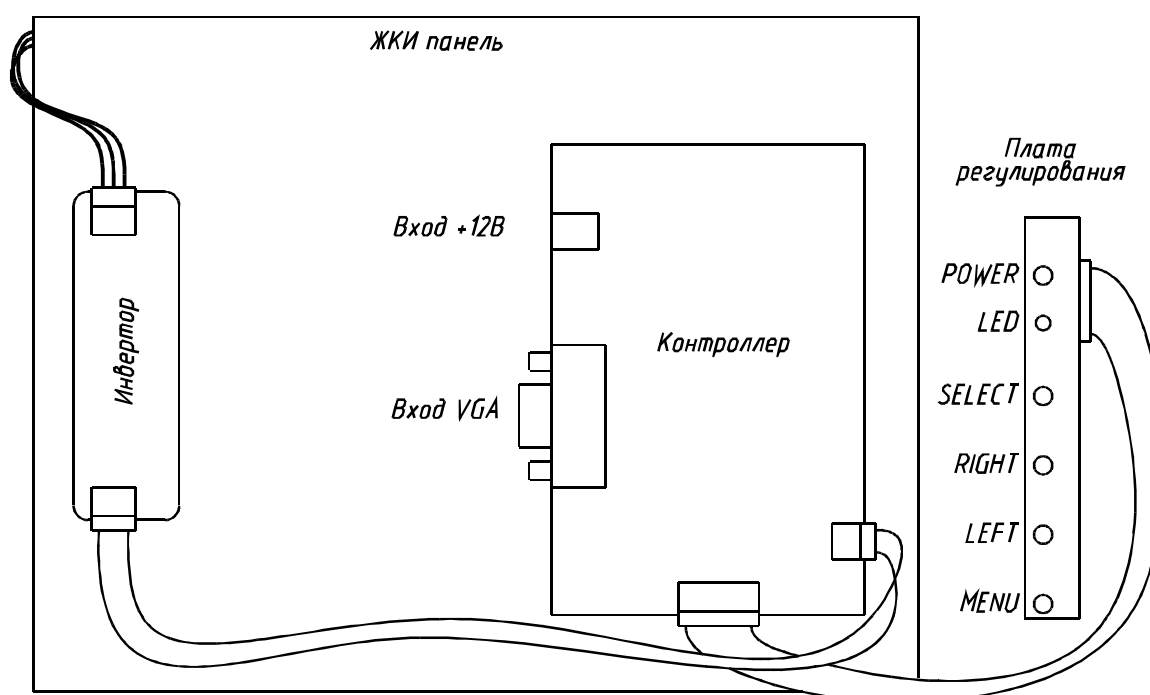 ЖКИ панель
Плата
регулирования
Вход +12В
POWER
LED
Контроллер
Инвертор
SELECT
Вход VGA
RIGHT
LEFT
MENU